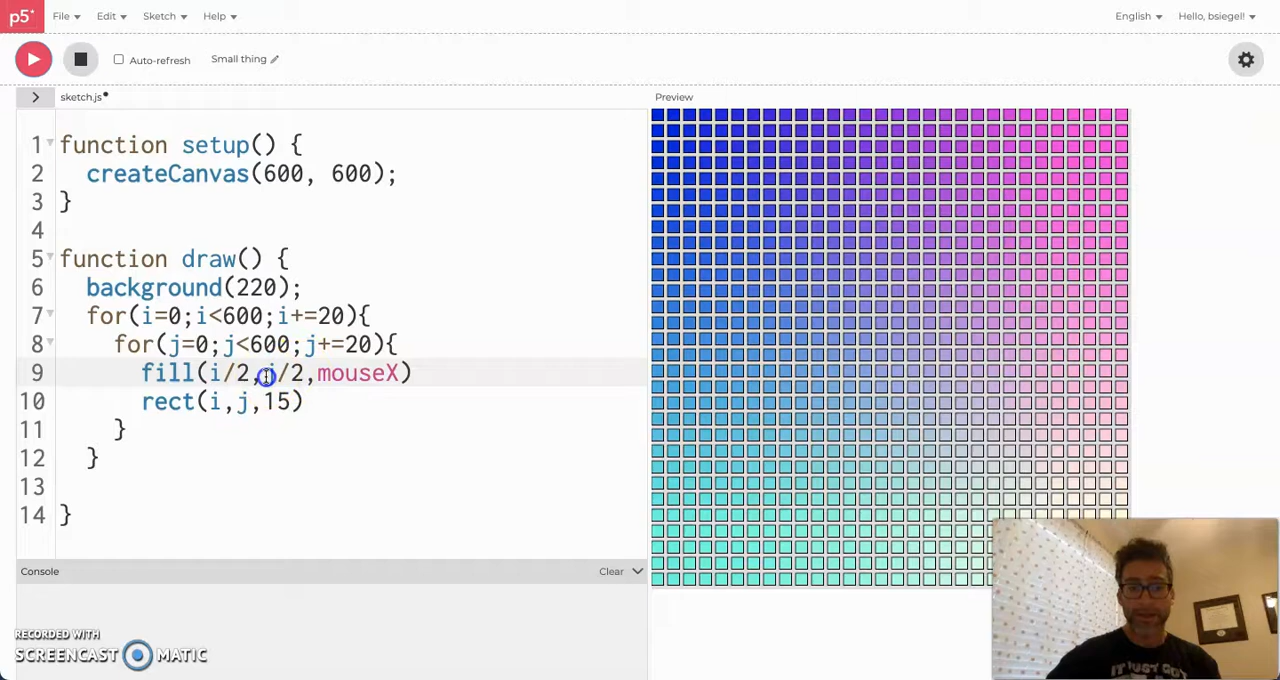 p5*
File
Edit
Sketch
Help
English
Hello, bsiegel!
Auto-refresh
Small thing
sketch.js
Preview
1 function setup() {
2 createCanvas(600, 600);
3 }
4
5 function draw() {
6 background(220);
7 for(i=0;i<600;i+=20){
8 for(j=0;j<600;j+=20){
9 fill(i/2,j/2,mouseX)
10 rect(i,j,15)
11 }
12 }
13
14 }
Console
Clear
RECORDED WITH
SCREENCAST MATIC
IT JUST GOT